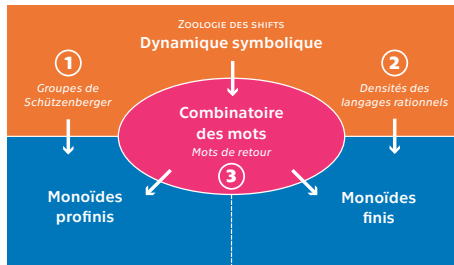 ZOOLOGIE DES SHIFTS
Dynamique symbolique
1
Groupes de
Schützenberger
2
Densités des
langages rationnels
Combinatoire
des mots
Mots de retour
3
Monoïdes
profinis
Monoïdes
finis